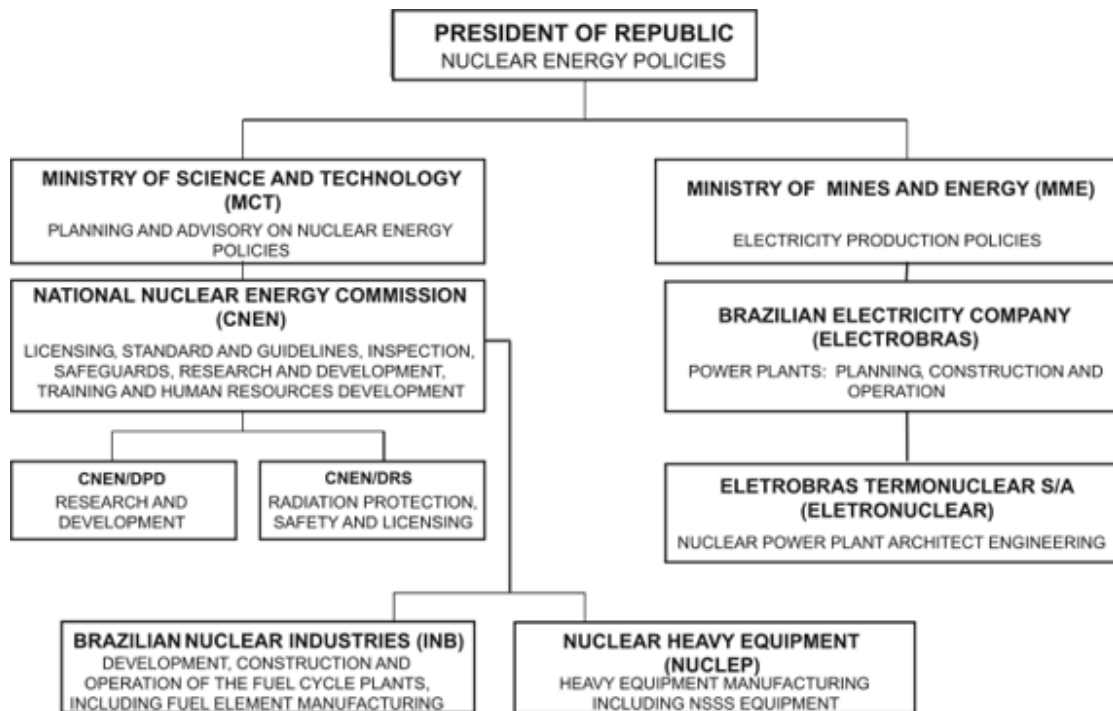 PRESIDENT OF REPUBLIC
NUCLEAR ENERGY POLICIES
MINISTRY OF SCIENCE AND TECHNOLOGY
(MCT)
PLANNING AND ADVISORY ON NUCLEAR ENERGY
POLICIES
MINISTRY OF MINES AND ENERGY (MME)
ELECTRICITY PRODUCTION POLICIES
NATIONAL NUCLEAR ENERGY COMMISSION
(CNEN)
LICENSING, STANDARD AND GUIDELINES, INSPECTION,
SAFEGUARDS, RESEARCH AND DEVELOPMENT,
TRAINING AND HUMAN RESOURCES DEVELOPMENT
BRAZILIAN ELECTRICITY COMPANY
(ELECTROBRAS)
POWER PLANTS: PLANNING, CONSTRUCTION AND
OPERATION
CNEN/DPD
RESEARCH AND
DEVELOPMENT
CNEN/DRS
RADIATION PROTECTION,
SAFETY AND LICENSING
ELETROBRAS TERMONUCLEAR S/A
(ELETRONUCLEAR)
NUCLEAR POWER PLANT ARCHITECT ENGINEERING
BRAZILIAN NUCLEAR INDUSTRIES (INB)
DEVELOPMENT, CONSTRUCTION AND
OPERATION OF THE FUEL CYCLE PLANTS,
INCLUDING FUEL ELEMENT MANUFACTURING
NUCLEAR HEAVY EQUIPMENT
(NUCLEP)
HEAVY EQUIPMENT MANUFACTURING
INCLUDING NSSS EQUIPMENT